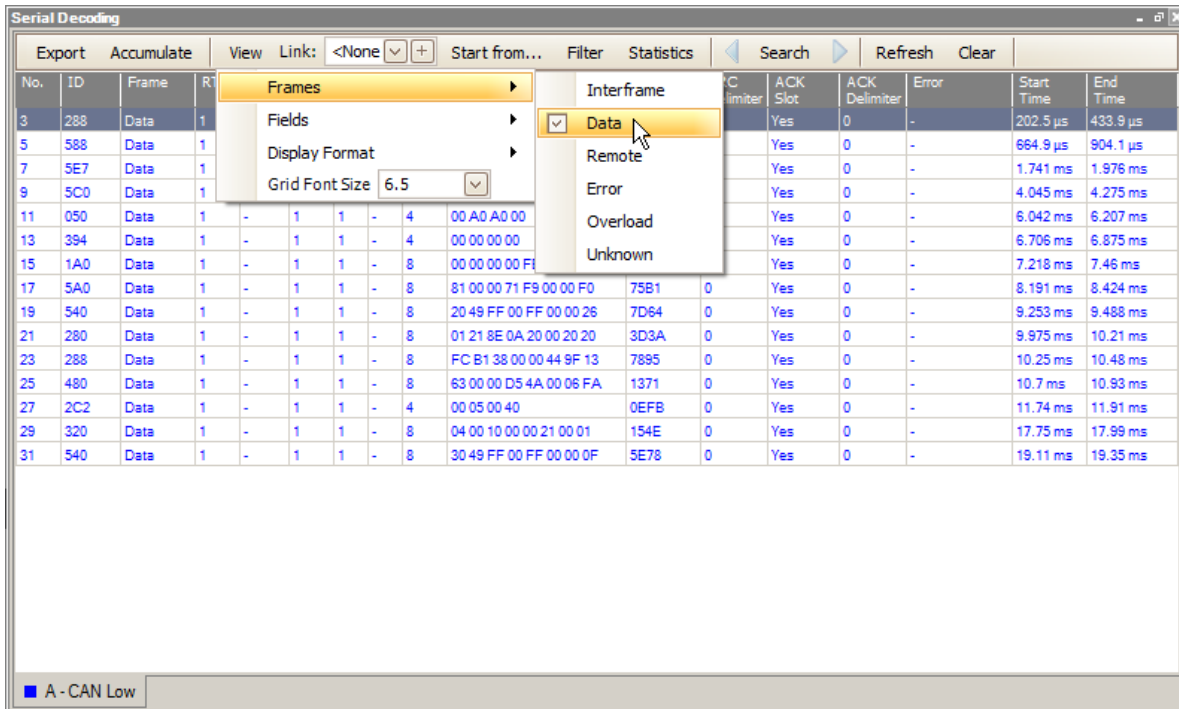 Serial Decoding
Export Accumulate View Link: <None + Start from... Filter Statistics Search Refresh Clear
No. ID Frame ACK Slot ACK Delimiter Error Start Time End Time
Frames
Fields
Display Format
Grid Font Size 6.5
Interframe
Data
Remote
Error
Overload
Unknown
3 288 Data 1 Yes 0 - 202.5 µs 433.9 µs
5 588 Data 1 Yes 0 - 664.9 µs 904.1 µs
7 5E7 Data 1 Yes 0 - 1.741 ms 1.976 ms
9 5C0 Data 1 Yes 0 - 4.045 ms 4.275 ms
11 050 Data 1 - 1 1 - 4 00 A0 A0 00 Yes 0 - 6.042 ms 6.207 ms
13 394 Data 1 - 1 1 - 4 00 00 00 00 Yes 0 - 6.706 ms 6.875 ms
15 1A0 Data 1 - 1 1 - 8 00 00 00 00 Yes 0 - 7.218 ms 7.46 ms
17 5A0 Data 1 - 1 1 - 8 81 00 00 71 F9 00 00 F0 75B1 0 Yes 0 - 8.191 ms 8.424 ms
19 540 Data 1 - 1 1 - 8 20 49 FF 00 FF 00 00 26 7D64 0 Yes 0 - 9.253 ms 9.488 ms
21 280 Data 1 - 1 1 - 8 01 21 8E 0A 20 00 20 20 3D3A 0 Yes 0 - 9.975 ms 10.21 ms
23 288 Data 1 - 1 1 - 8 FC B1 38 00 00 44 9F 13 7895 0 Yes 0 - 10.25 ms 10.48 ms
25 480 Data 1 - 1 1 - 8 63 00 00 D5 4A 00 06 FA 1371 0 Yes 0 - 10.7 ms 10.93 ms
27 2C2 Data 1 - 1 1 - 4 00 05 00 40 0EFB 0 Yes 0 - 11.74 ms 11.91 ms
29 320 Data 1 - 1 1 - 8 04 00 10 00 00 21 00 01 154E 0 Yes 0 - 17.75 ms 17.99 ms
31 540 Data 1 - 1 1 - 8 30 49 FF 00 FF 00 00 0F 5E78 0 Yes 0 - 19.11 ms 19.35 ms
A - CAN Low